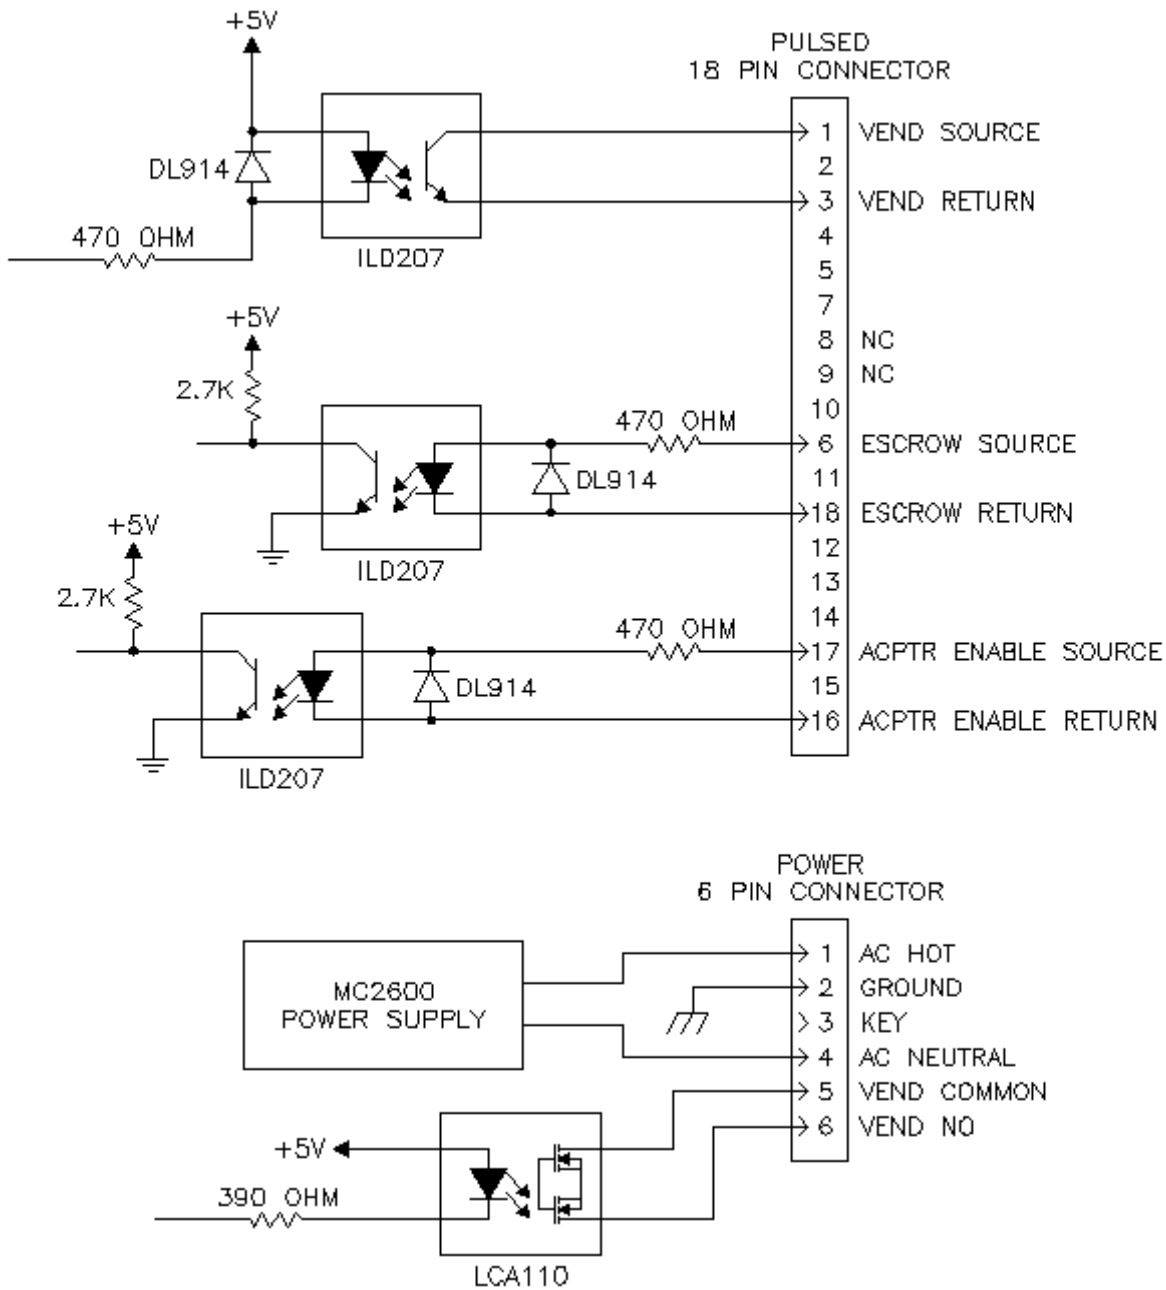 +5V
PULSED
18 PIN CONNECTOR
1 VEND SOURCE
DL914
2
3 VEND RETURN
470 OHM
4
ILD207
5
7
+5V
8 NC
2.7K
9 NC
10
470 OHM
6 ESCROW SOURCE
DL914
11
18 ESCROW RETURN
+5V
12
ILD207
13
2.7K
14
470 OHM
17 ACPTR ENABLE SOURCE
DL914
15
16 ACPTR ENABLE RETURN
ILD207
POWER
6 PIN CONNECTOR
1 AC HOT
MC2600
POWER SUPPLY
2 GROUND
3 KEY
4 AC NEUTRAL
5 VEND COMMON
6 VEND NO
+5V
390 OHM
LCA110